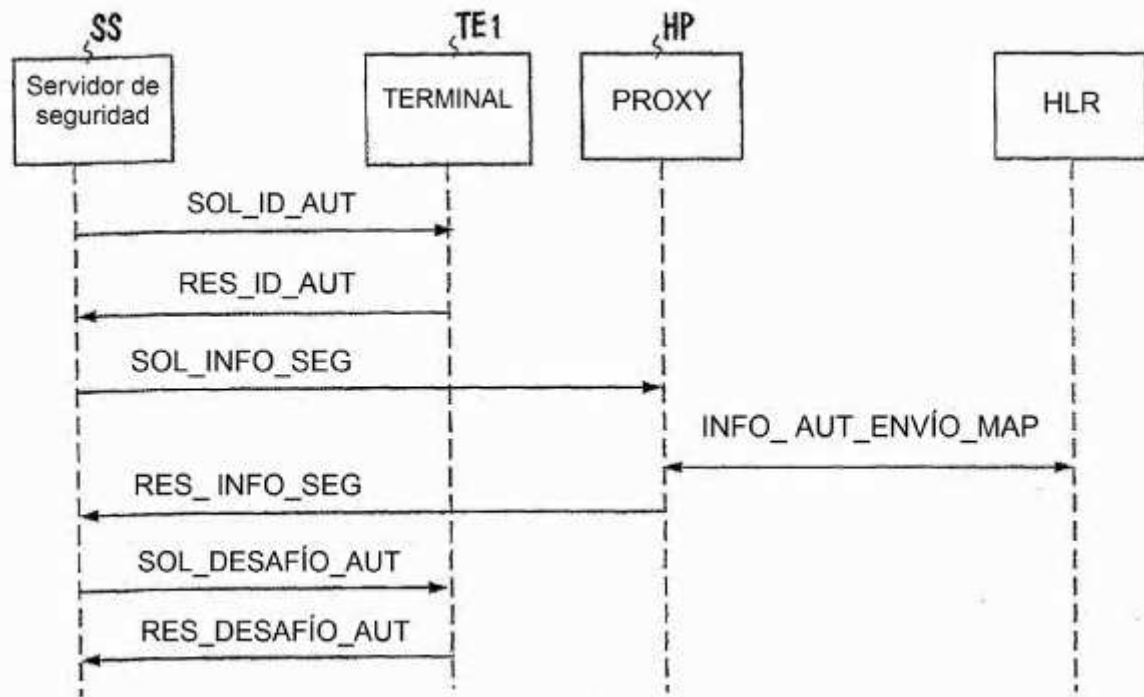 SS
TE1
HP
Servidor de
seguridad
TERMINAL
PROXY
HLR
SOL_ID_AUT
RES_ID_AUT
SOL_INFO_SEG
INFO_ AUT_ENVÍO_MAP
RES_ INFO_SEG
SOL_DESAFÍO_AUT
RES_DESAFÍO_AUT